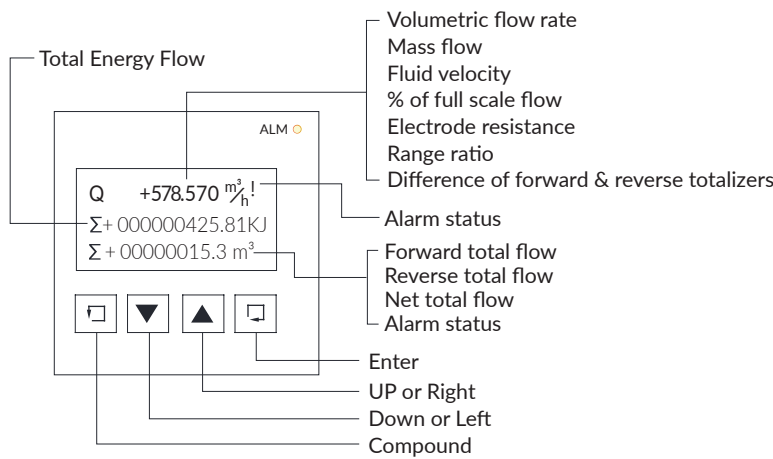 Volumetric flow rate
Mass flow
Fluid velocity
% of full scale flow
Electrode resistance
Range ratio
Difference of forward & reverse totalizers
Total Energy Flow
ALM
Q +578.570 m³/h !
Σ+ 000000425.81KJ
Σ + 00000015.3 m³
Alarm status
Forward total flow
Reverse total flow
Net total flow
Alarm status
Enter
UP or Right
Down or Left
Compound